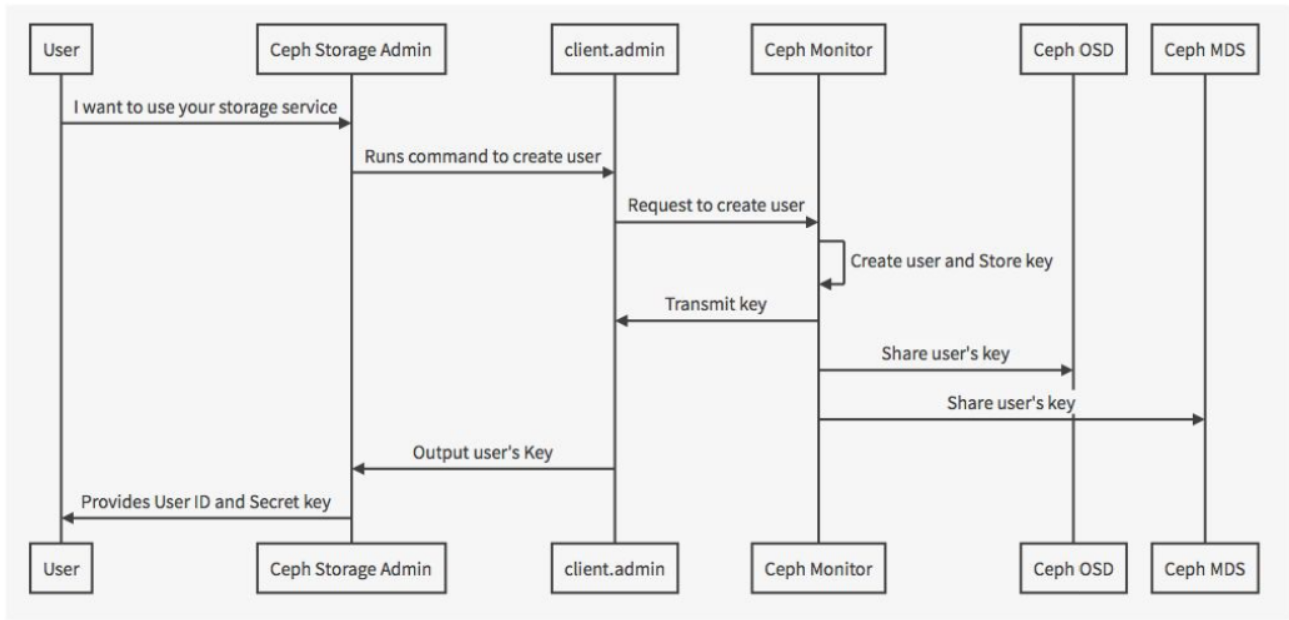 User
Ceph Storage Admin
client.admin
Ceph Monitor
Ceph OSD
Ceph MDS
I want to use your storage service
Runs command to create user
Request to create user
Create user and Store key
Transmit key
Share user's key
Share user's key
Output user's Key
Provides User ID and Secret key
User
Ceph Storage Admin
client.admin
Ceph Monitor
Ceph OSD
Ceph MDS